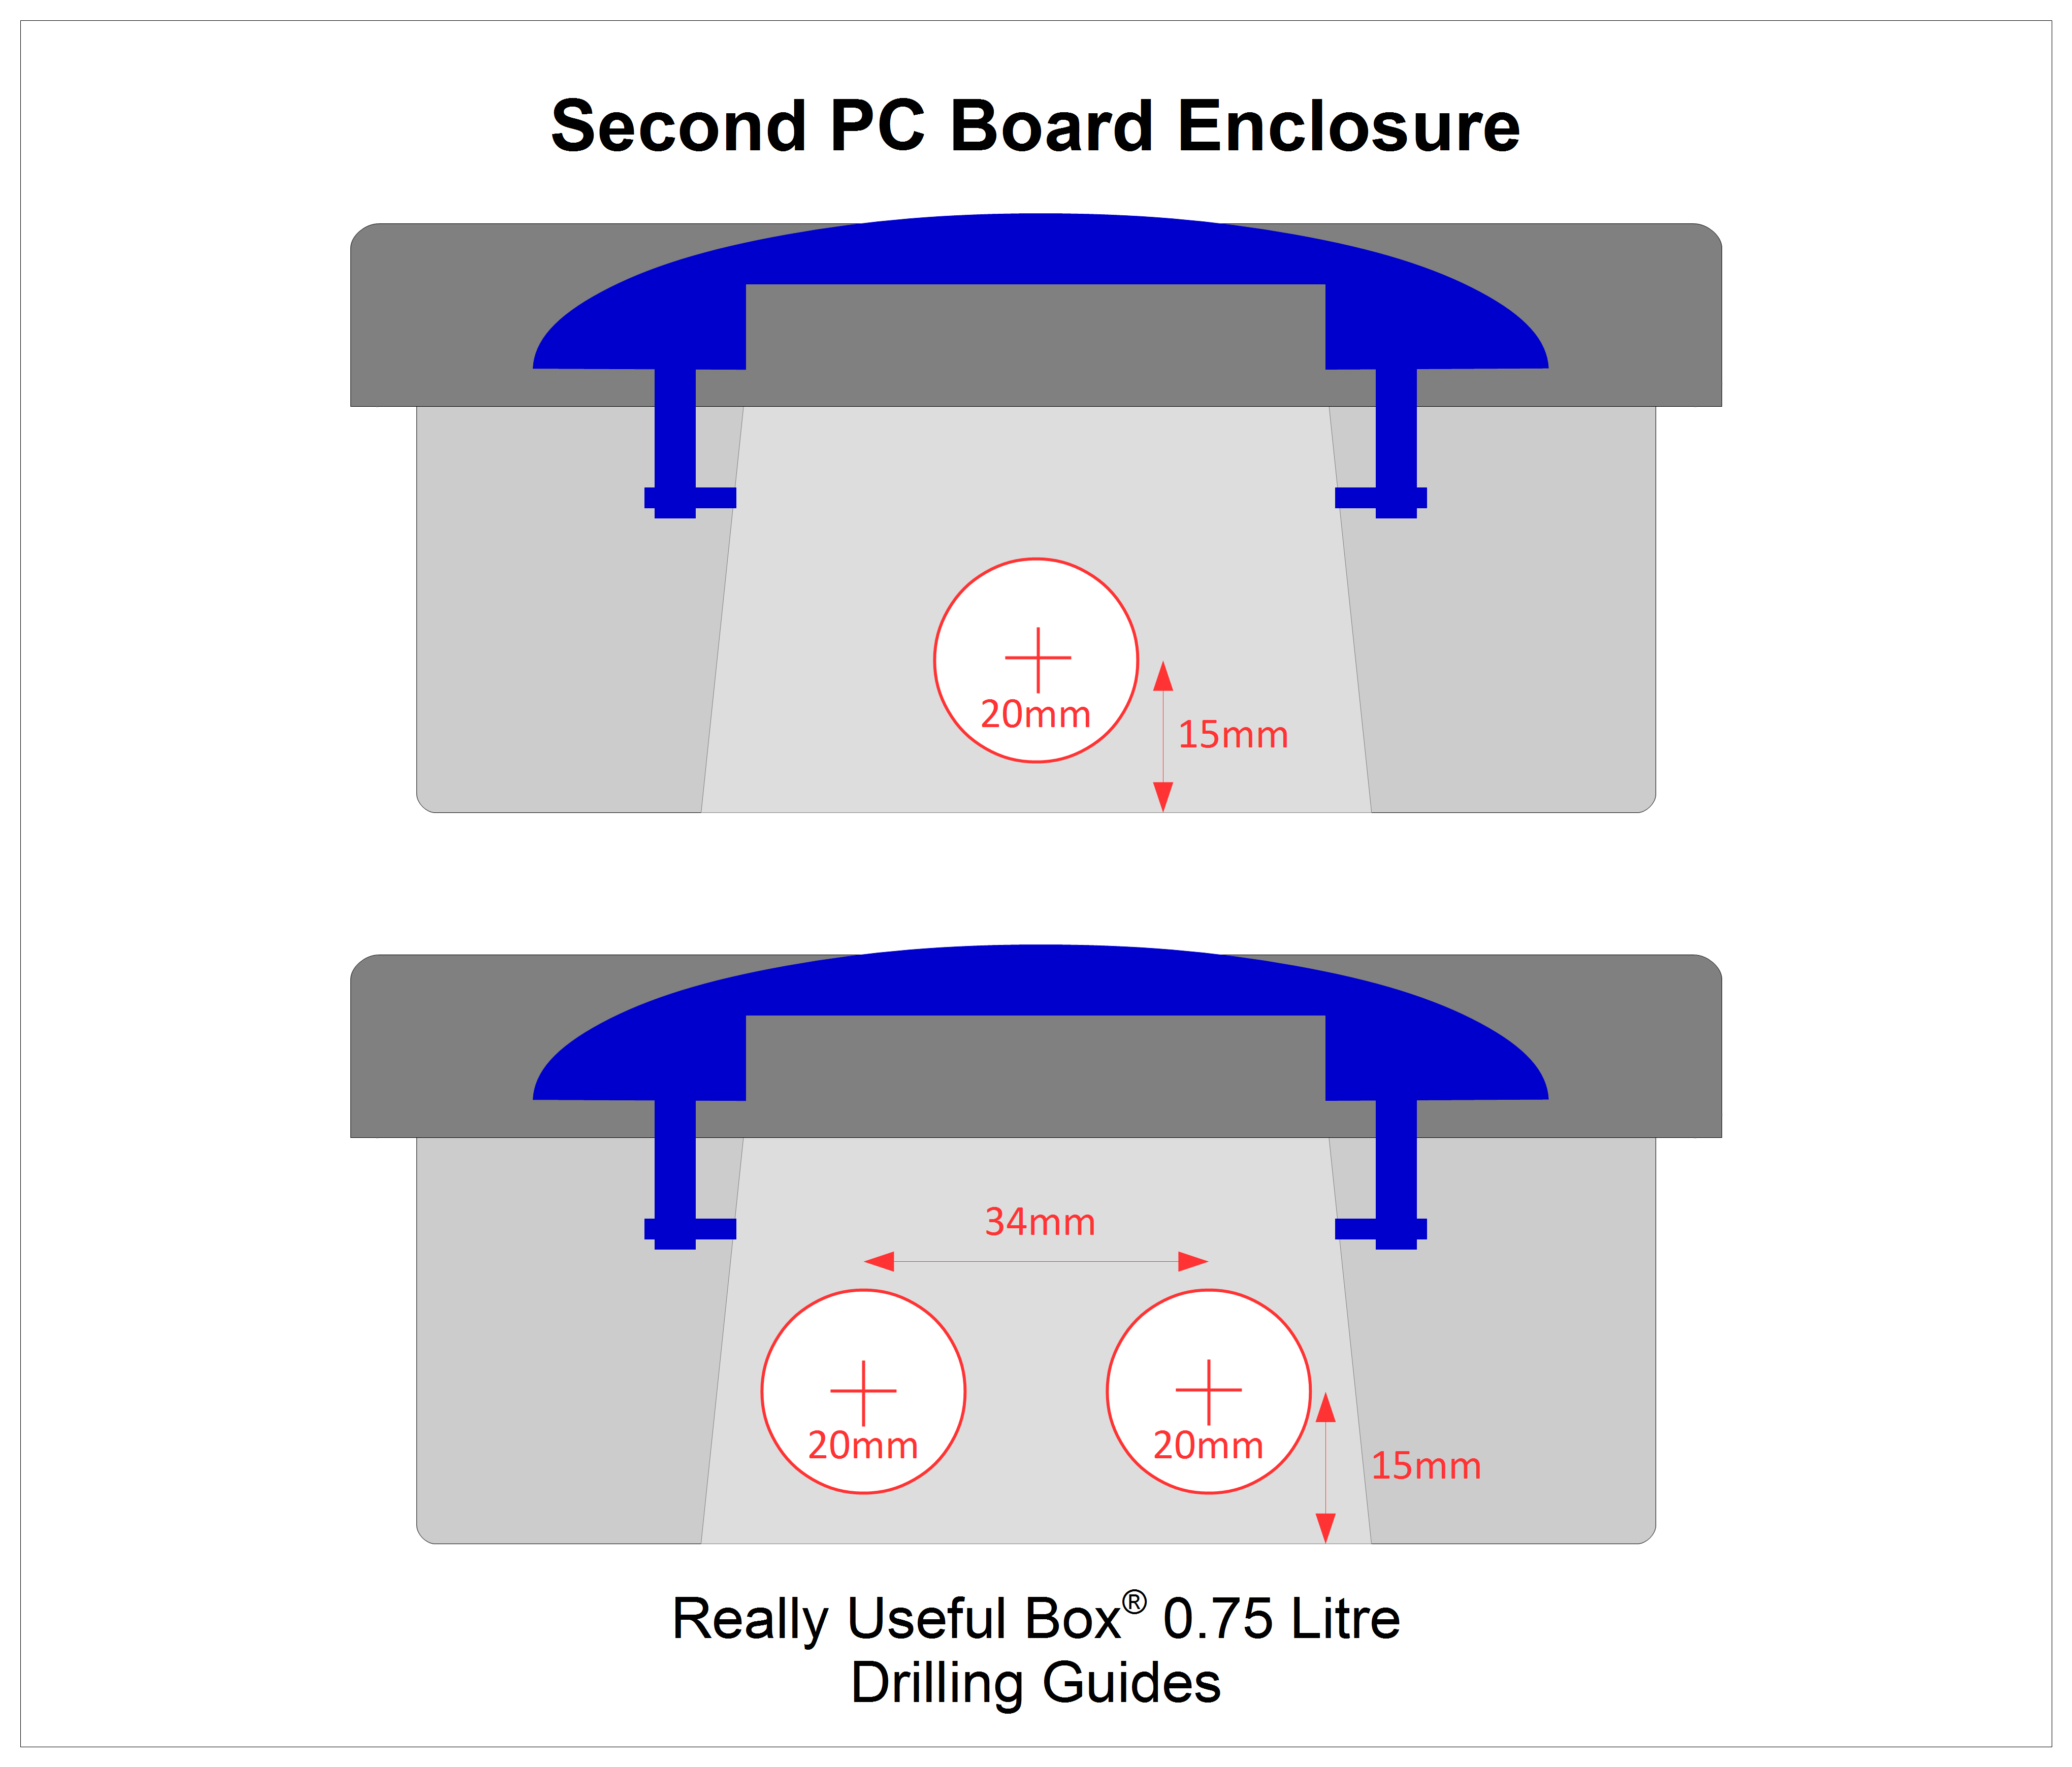 Second PC Board Enclosure
20mm
15mm
34mm
20mm
20mm
15mm
Really Useful Box® 0.75 Litre
Drilling Guides